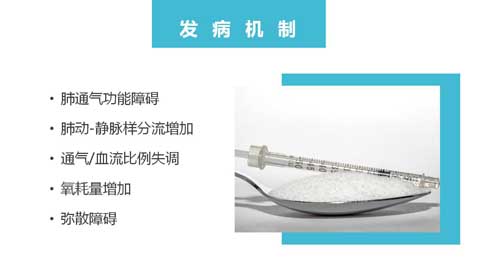 发病机制
• 肺通气功能障碍
• 肺动-静脉样分流增加
• 通气/血流比例失调
• 氧耗量增加
• 弥散障碍